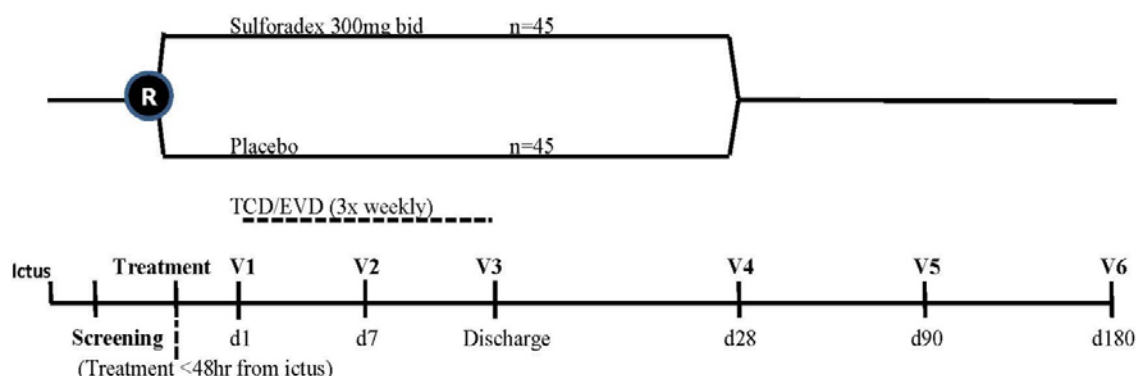 Sulforadex 300mg bid n=45
R
Placebo n=45
TCD/EVD (3x weekly)
Ictus Treatment V1 V2 V3 V4 V5 V6
Screening d1 d7 Discharge d28 d90 d180
(Treatment <48hr from ictus)